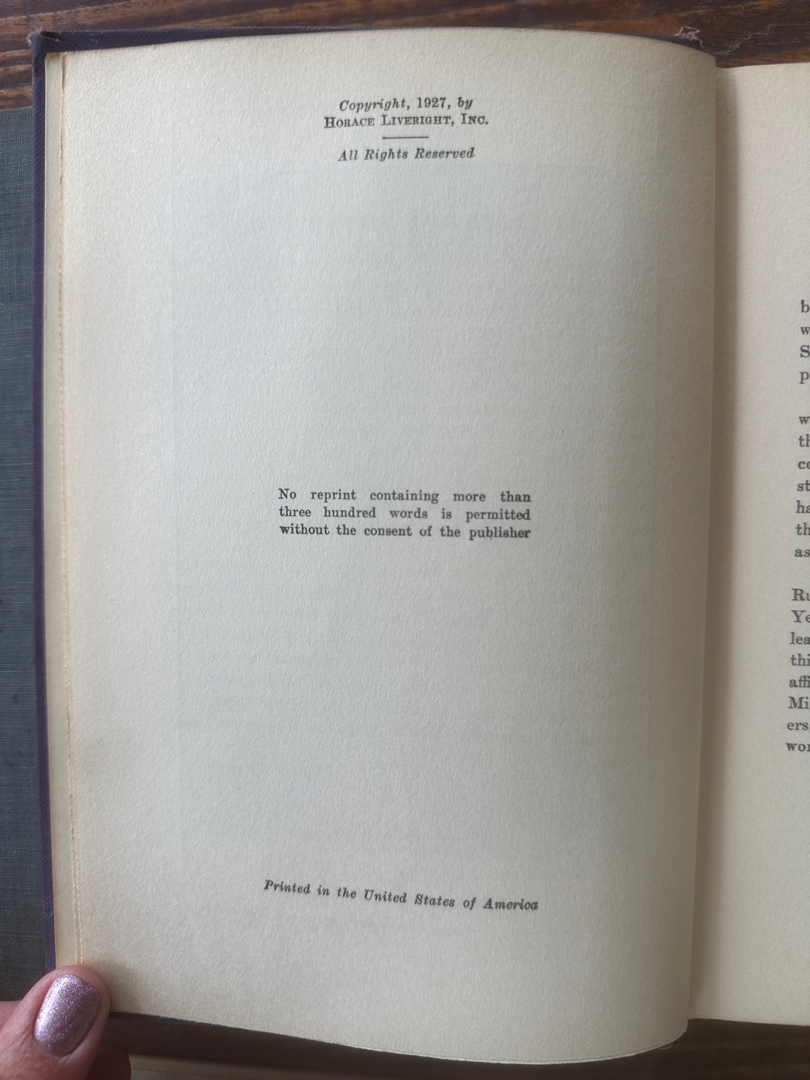 Copyright, 1927, by
HORACE LIVERIGHT, INC.
All Rights Reserved
No reprint containing more than
three hundred words is permitted
without the consent of the publisher
Printed in the United States of America